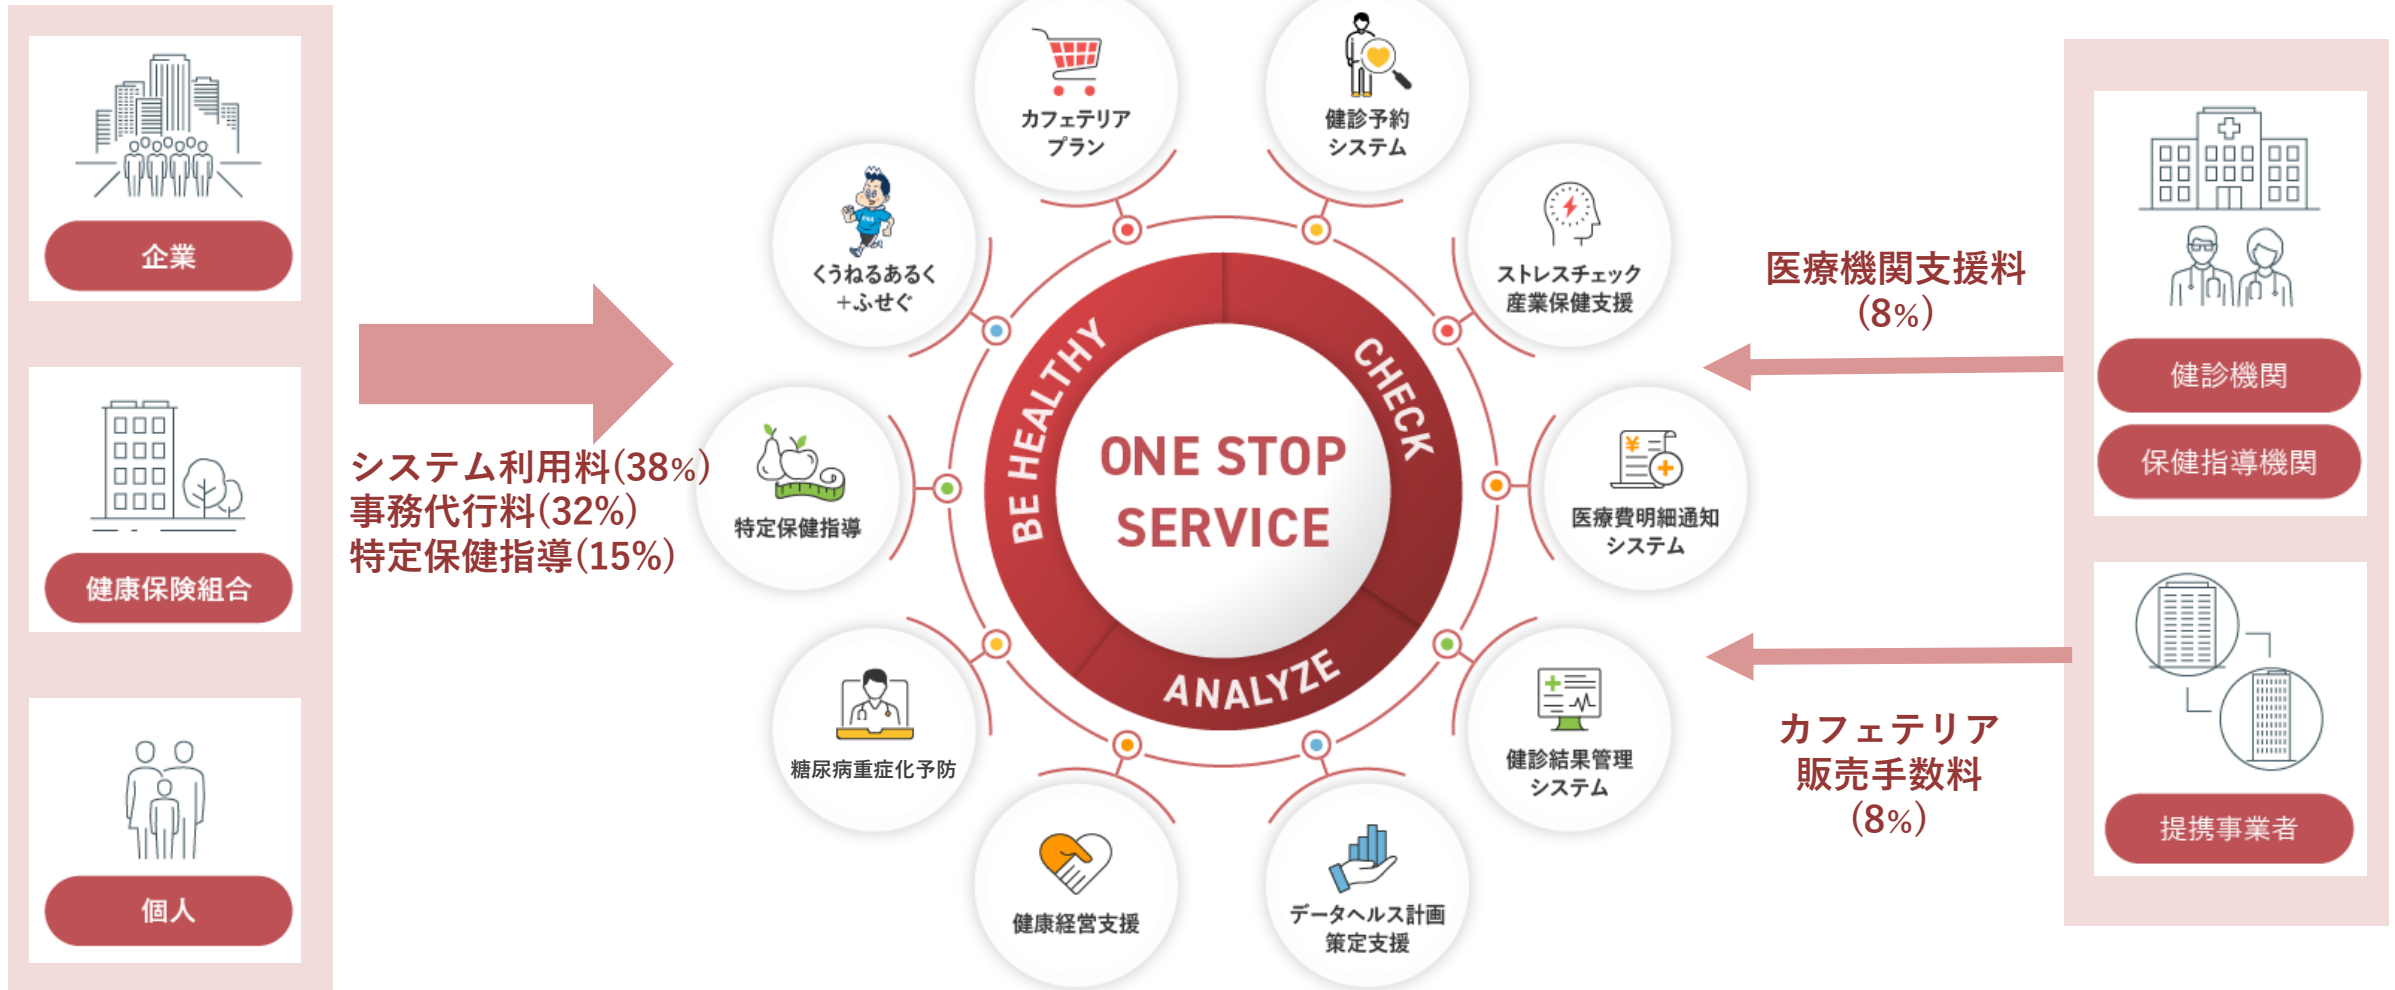 企業
健康保険組合
個人
システム利用料(38%)
事務代行料(32%)
特定保健指導(15%)
カフェテリア
プラン
健診予約
システム
くうねるあるく
＋ふせぐ
ストレスチェック
産業保健支援
特定保健指導
医療費明細通知
システム
糖尿病重症化予防
健診結果管理
システム
健康経営支援
データヘルス計画
策定支援
BE HEALTHY
CHECK
ANALYZE
ONE STOP
SERVICE
医療機関支援料
(8%)
カフェテリア
販売手数料
(8%)
健診機関
保健指導機関
提携事業者